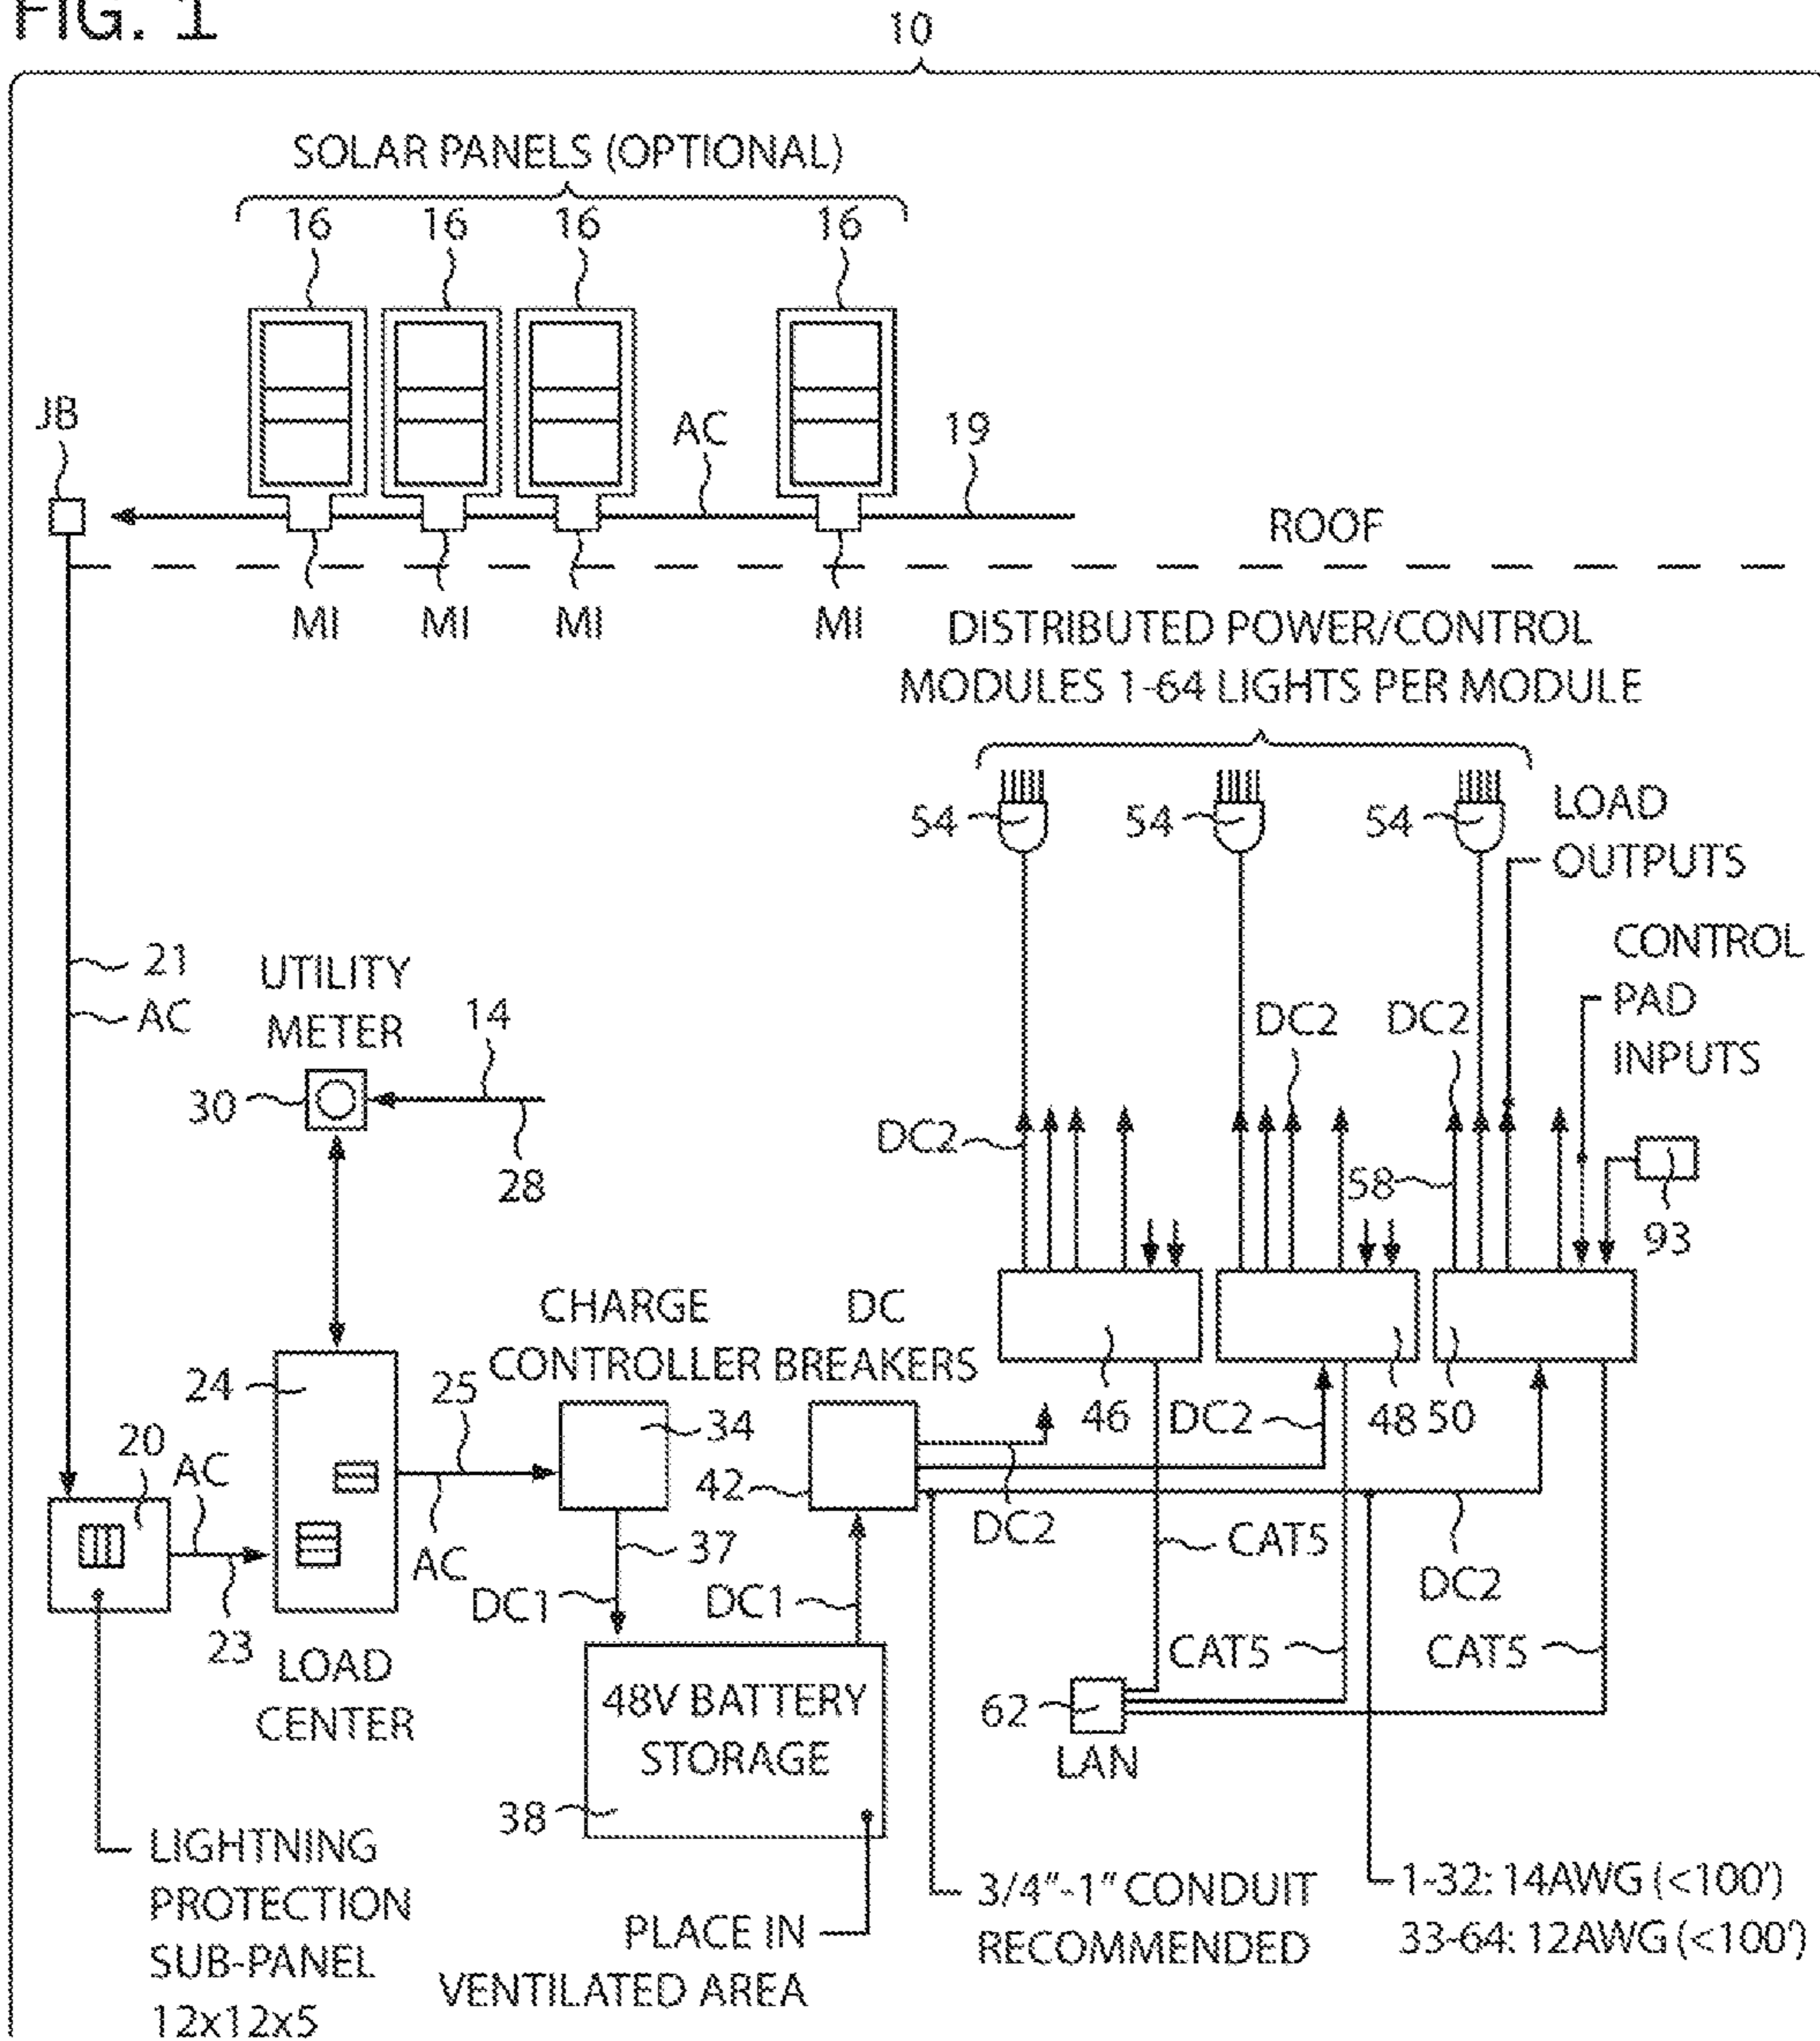 FIG. 1
10
SOLAR PANELS (OPTIONAL)
16 16 16 16
JB
AC
19
ROOF
MI MI MI MI
DISTRIBUTED POWER/CONTROL
MODULES 1-64 LIGHTS PER MODULE
54 54 54
LOAD
OUTPUTS
21
AC
UTILITY
METER
14
30
28
CONTROL
PAD
INPUTS
DC2
DC2
DC2
58
93
24
25
CHARGE
CONTROLLER
DC
BREAKERS
34
42
46
DC2
48
50
20
AC
23
AC
LOAD
CENTER
37
DC1
DC1
DC2
CAT5
DC2
CAT5
CAT5
48V BATTERY
STORAGE
38
62
LAN
LIGHTNING
PROTECTION
SUB-PANEL
12x12x5
PLACE IN
VENTILATED AREA
3/4”-1” CONDUIT
RECOMMENDED
1-32: 14AWG (<100’)
33-64: 12AWG (<100’)